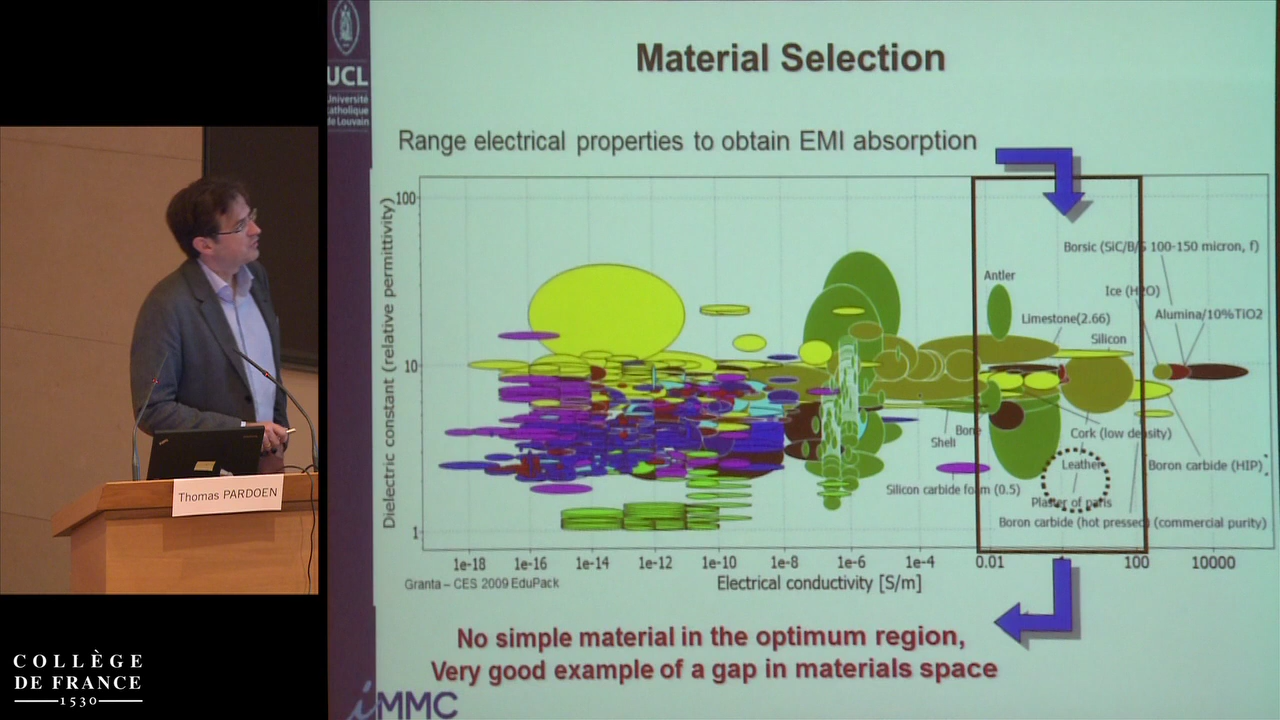 UCL
Université
catholique
de Louvain
Material Selection
Range electrical properties to obtain EMI absorption
Dielectric constant (relative permittivity)
100
10
1
Borsic (SiC/B/S 100-150 micron, f)
Antler
Ice (H2O)
Limestone(2.66)
Alumina/10%TiO2
Silicon
Bone
Shell
Cork (low density)
Leather
Boron carbide (HIP)
Silicon carbide foam (0.5)
Plaster of paris
Boron carbide (hot pressed) (commercial purity)
1e-18
1e-16
1e-14
1e-12
1e-10
1e-8
1e-6
1e-4
0.01
1
100
10000
Granta – CES 2009 EduPack
Electrical conductivity [S/m]
No simple material in the optimum region,
Very good example of a gap in materials space
iMMC
Thomas PARDOEN
COLLÈGE
DE FRANCE
1530